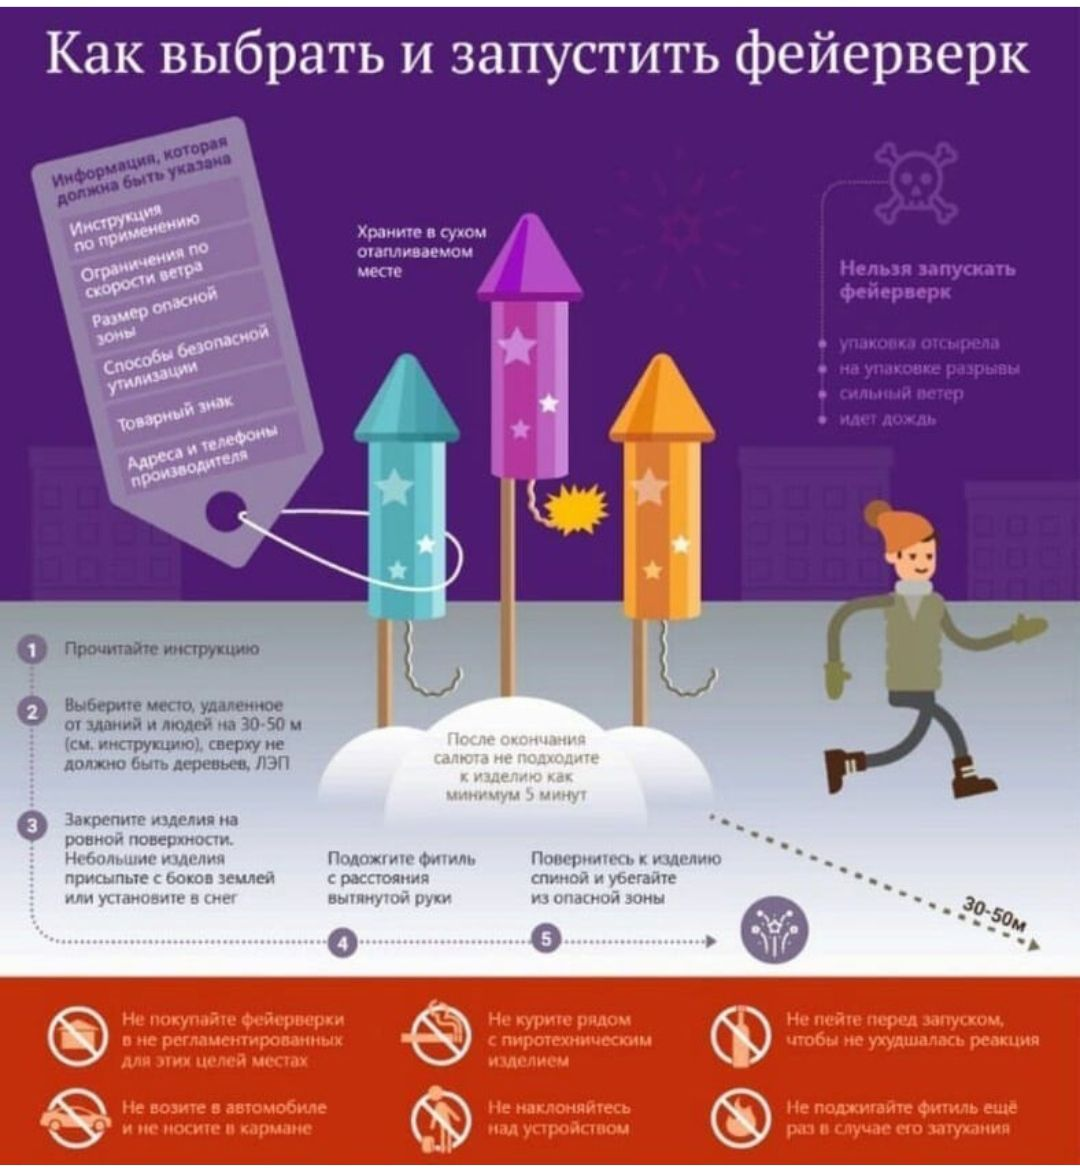 Как выбрать и запустить фейерверк
Информация, которая
должна быть указана
Инструкция
по применению
Ограничения по
скорости ветра
Размер опасной
зоны
Способы безопасной
утилизации
Товарный знак
Адреса и телефоны
производителя
Храните в сухом
отапливаемом
месте
Нельзя запускать
фейерверк
упаковка отсырела
на упаковке разрывы
сильный ветер
идет дождь
1
Прочитайте инструкцию
2
Выберите место, удаленное
от зданий и людей на 30-50 м
(см. инструкцию), сверху не
должно быть деревьев, ЛЭП
3
Закрепите изделия на
ровной поверхности.
Небольшие изделия
присыпьте с боков землей
или установите в снег
После окончания
салюта не подходите
к изделию как
минимум 5 минут
Подожгите фитиль
с расстояния
вытянутой руки
4
Повернитесь к изделию
спиной и убегайте
из опасной зоны
5
30-50м
Не покупайте фейерверки
в не регламентированных
для этих целей местах
Не курите рядом
с пиротехническим
изделием
Не пейте перед запуском,
чтобы не ухудшалась реакция
Не возите в автомобиле
и не носите в кармане
Не наклоняйтесь
над устройством
Не поджигайте фитиль ещё
раз в случае его затухания